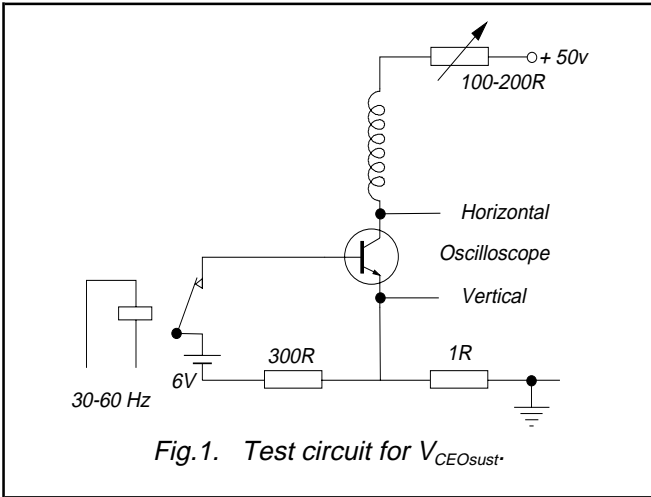 + 50v
100-200R
Horizontal
Oscilloscope
Vertical
300R
1R
6V
30-60 Hz
Fig.1. Test circuit for VCEOsust.